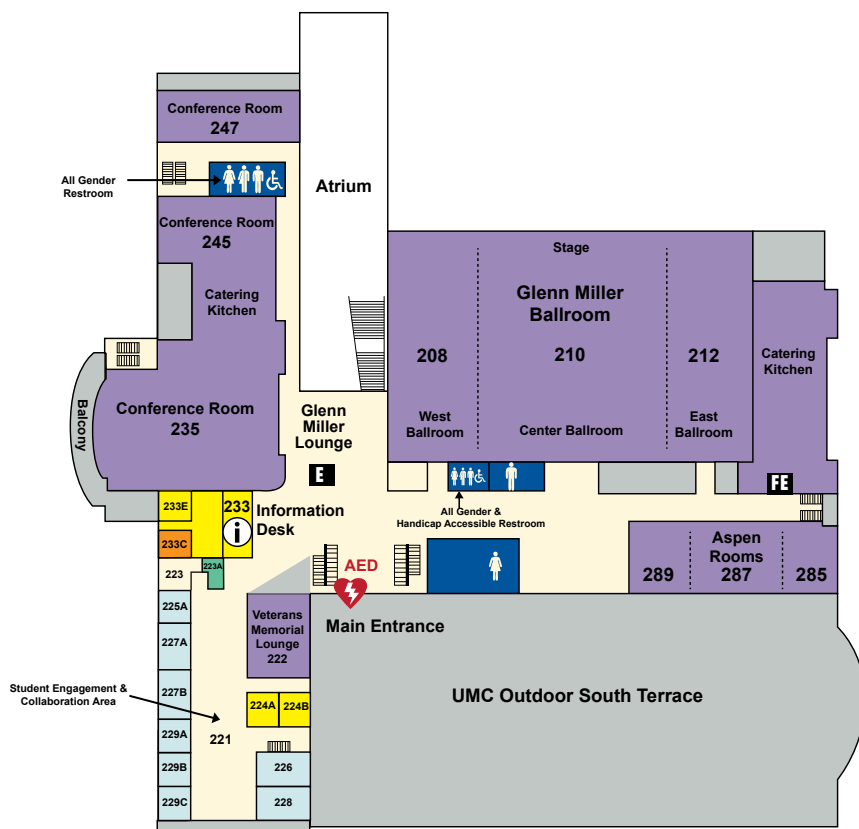 Conference Room
247
All Gender
Restroom
Atrium
Conference Room
245
Catering
Kitchen
Stage
Glenn Miller
Ballroom
208
210
212
Catering
Kitchen
West
Ballroom
Center Ballroom
East
Ballroom
Balcony
Conference Room
235
Glenn
Miller
Lounge
E
FE
All Gender &
Handicap Accessible Restroom
233E
233
i
Information
Desk
233C
223
223A
AED
Aspen
Rooms
289
287
285
225A
Veterans
Memorial
Lounge
222
Main Entrance
227A
Student Engagement &
Collaboration Area
227B
224A
224B
UMC Outdoor South Terrace
229A
221
229B
226
229C
228